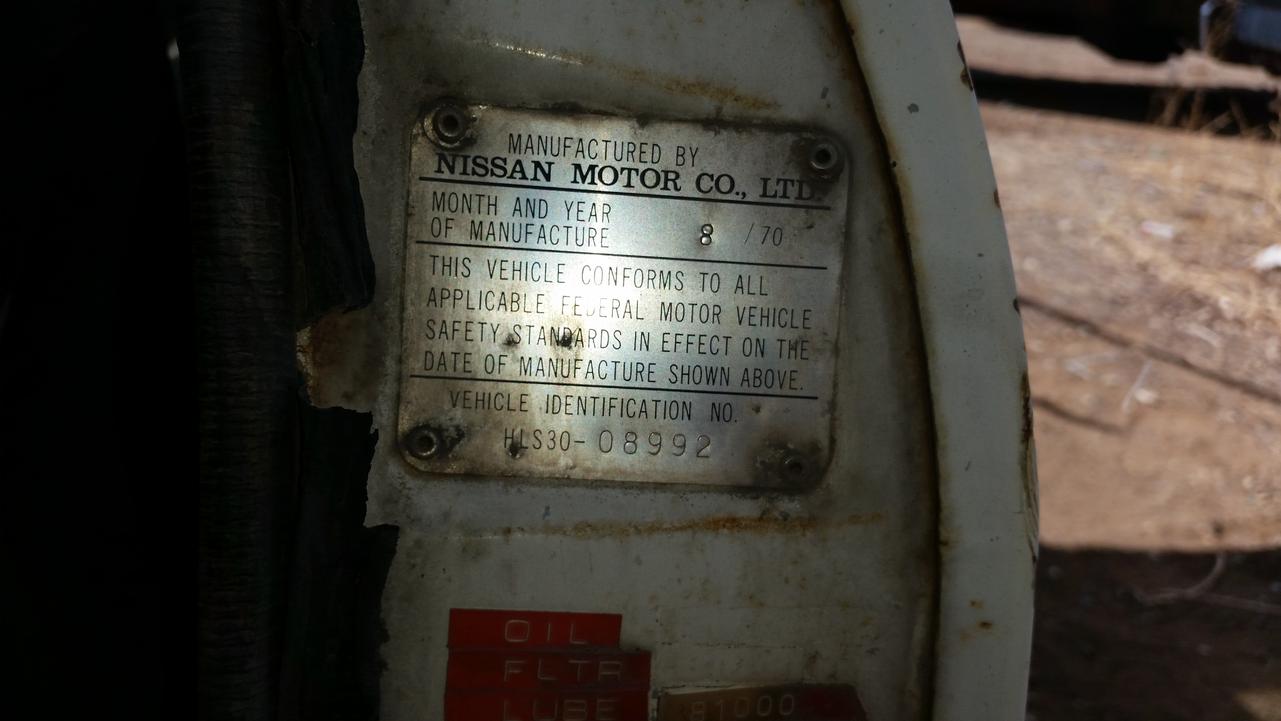 MANUFACTURED BY
NISSAN MOTOR CO., LTD.
MONTH AND YEAR
OF MANUFACTURE 8 / 70
THIS VEHICLE CONFORMS TO ALL
APPLICABLE FEDERAL MOTOR VEHICLE
SAFETY STANDARDS IN EFFECT ON THE
DATE OF MANUFACTURE SHOWN ABOVE.
VEHICLE IDENTIFICATION NO.
HLS30-08992
OIL
FLTR
LUBE 81000